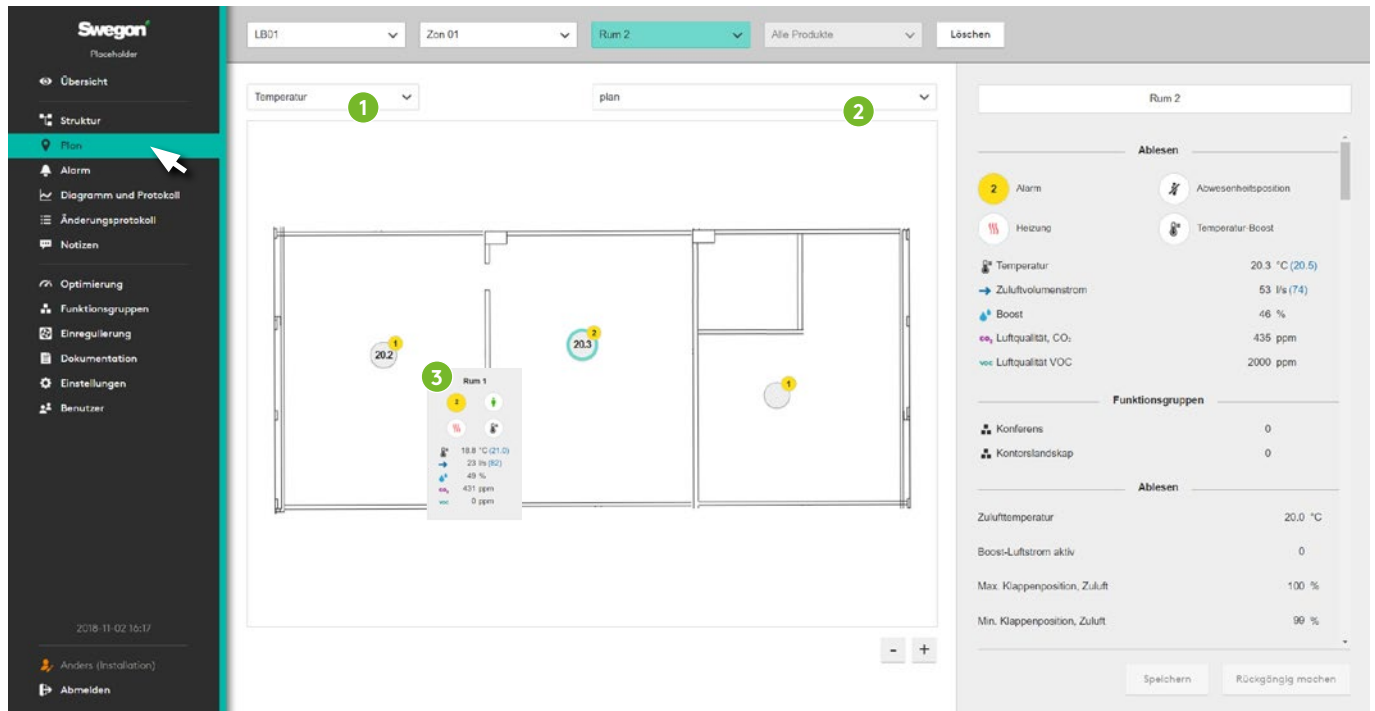 Swegon
Placeholder
Übersicht
Struktur
Plan
Alarm
Diagramm und Protokoll
Änderungsprotokoll
Notizen
Optimierung
Funktionsgruppen
Einregulierung
Dokumentation
Einstellungen
Benutzer
2018-11-02 16:17
Anders (Installation)
Abmelden
LB01 Zon 01 Rum 2 Alle Produkte Löschen
Temperatur 1 plan 2
20.2 1
20.3 2
1
3 Rum 1
2
18.8 °C (21.0)
23 l/s (82)
49 %
CO₂ 431 ppm
VOC 0 ppm
- +
Rum 2
Ablesen
2 Alarm Abwesenheitsposition
Heizung Temperatur-Boost
Temperatur 20.3 °C (20.5)
Zuluftvolumenstrom 53 l/s (74)
Boost 46 %
CO₂ Luftqualität, CO₂ 435 ppm
VOC Luftqualität VOC 2000 ppm
Funktionsgruppen
Konferens 0
Kontorslandskap 0
Ablesen
Zulufttemperatur 20.0 °C
Boost-Luftstrom aktiv 0
Max. Klappenposition, Zuluft 100 %
Min. Klappenposition, Zuluft 99 %
Speichern Rückgängig machen